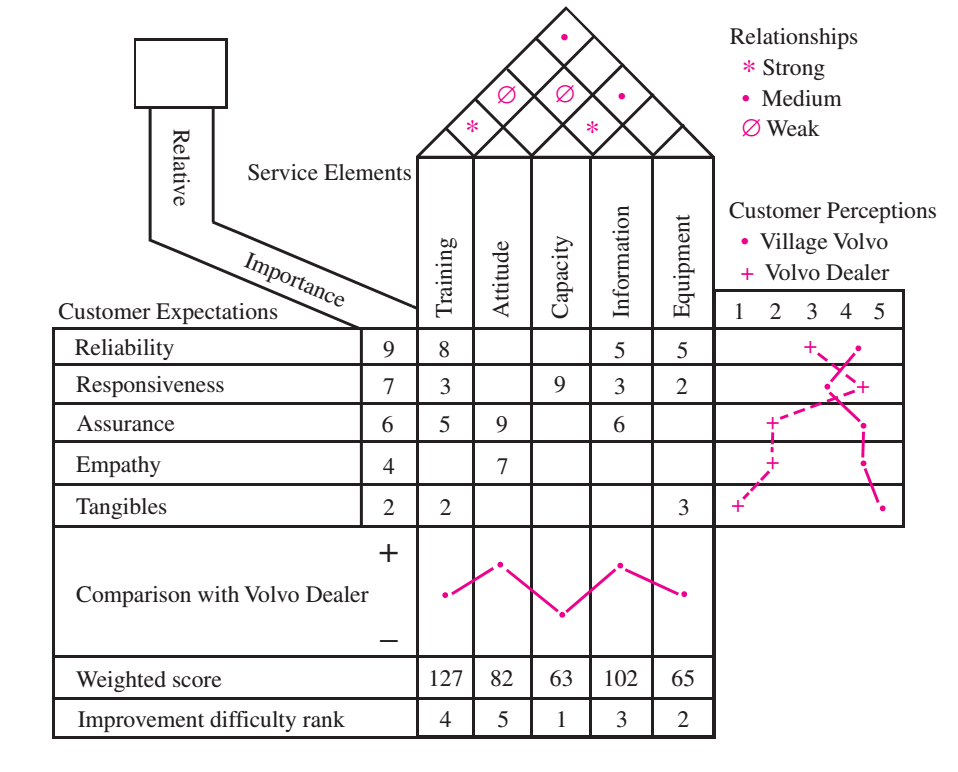 Relationships
* Strong
• Medium
∅ Weak
Relative
Importance
Service Elements
Training
Attitude
Capacity
Information
Equipment
Customer Perceptions
• Village Volvo
+ Volvo Dealer
Customer Expectations
1 2 3 4 5
Reliability 9 8 5 5
Responsiveness 7 3 9 3 2
Assurance 6 5 9 6
Empathy 4 7
Tangibles 2 2 3
+
Comparison with Volvo Dealer
−
Weighted score 127 82 63 102 65
Improvement difficulty rank 4 5 1 3 2